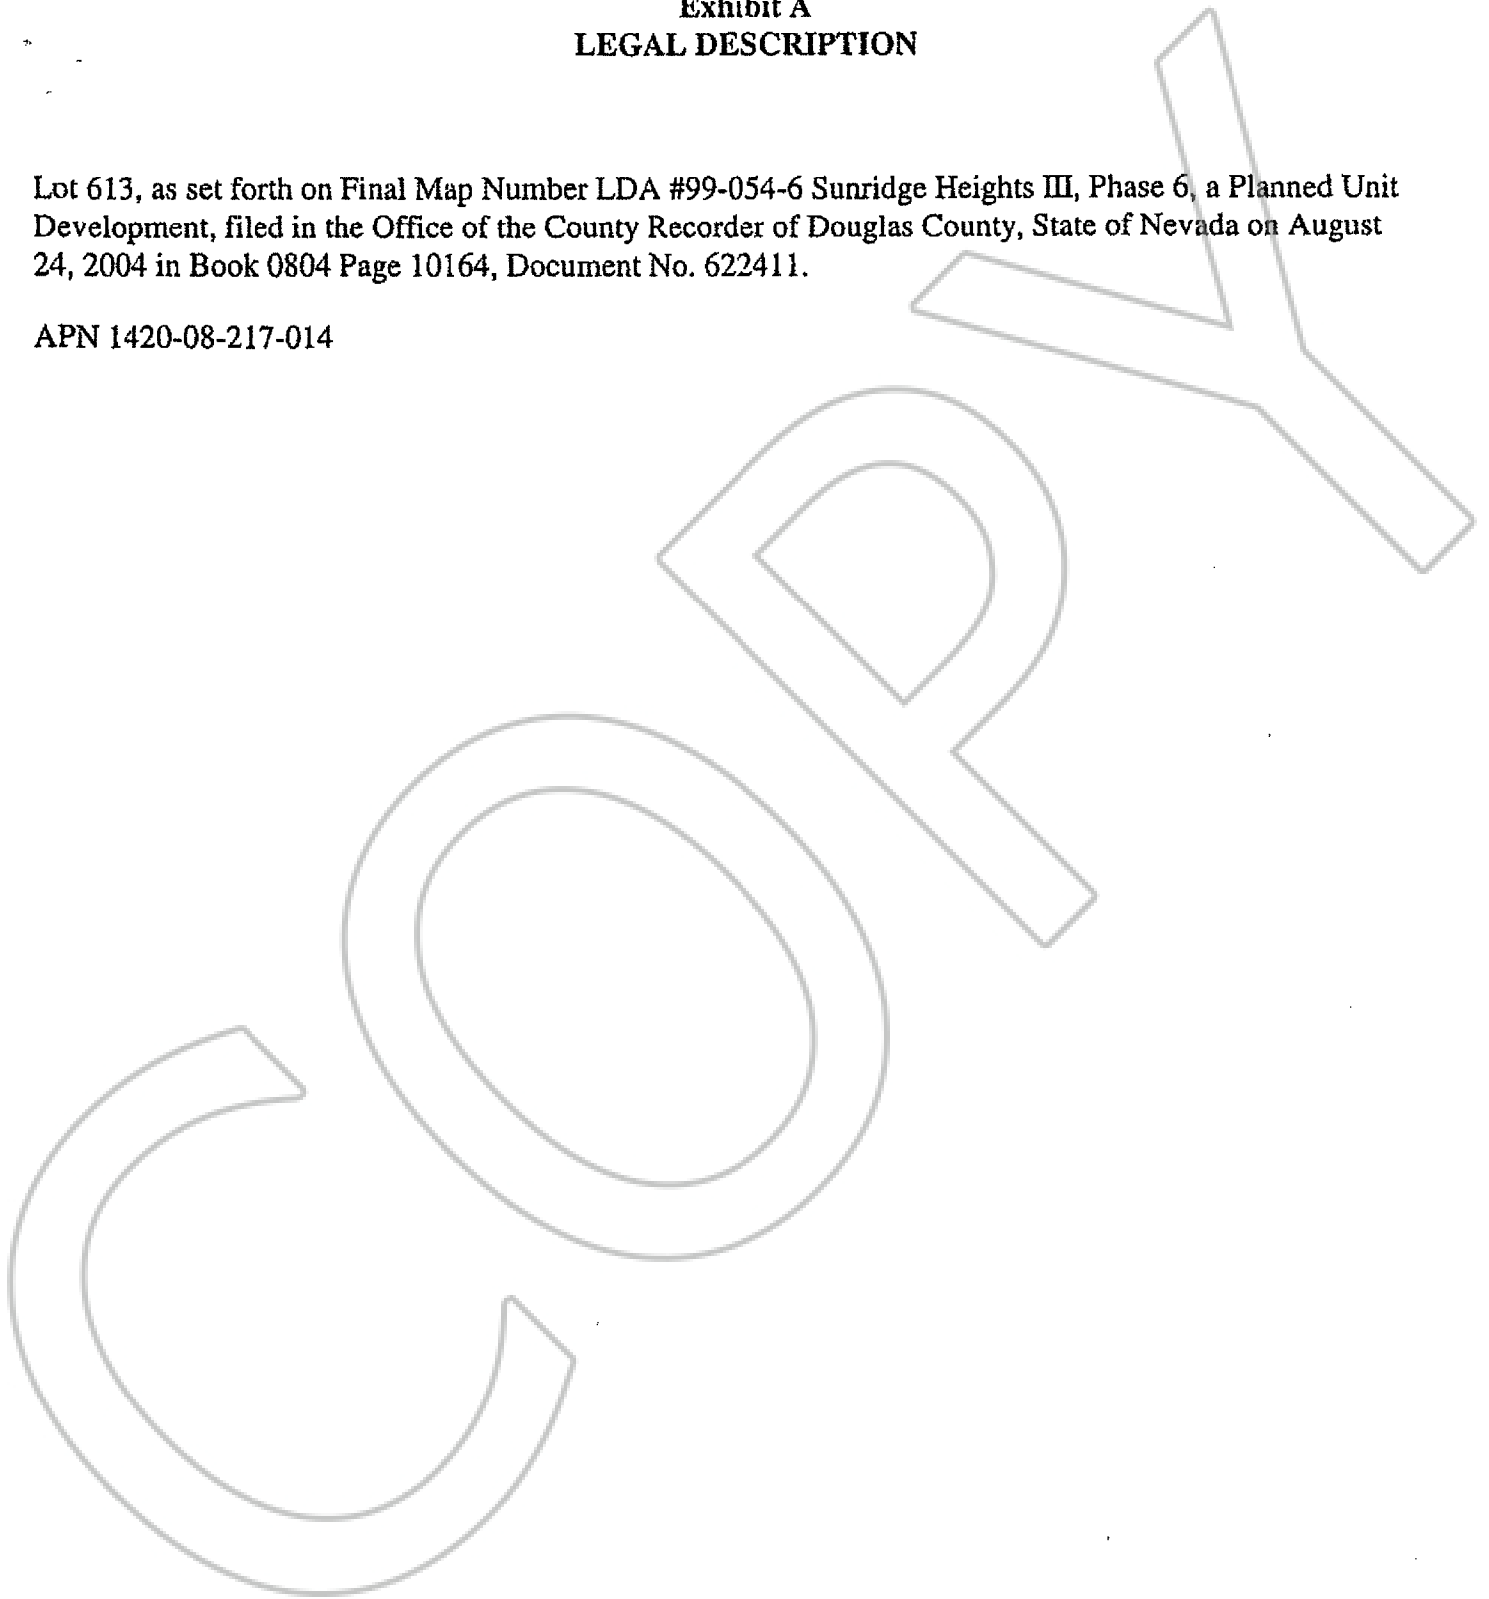 Exhibit A
LEGAL DESCRIPTION
Lot 613, as set forth on Final Map Number LDA #99-054-6 Sunridge Heights III, Phase 6, a Planned Unit
Development, filed in the Office of the County Recorder of Douglas County, State of Nevada on August
24, 2004 in Book 0804 Page 10164, Document No. 622411.
APN 1420-08-217-014
COPY